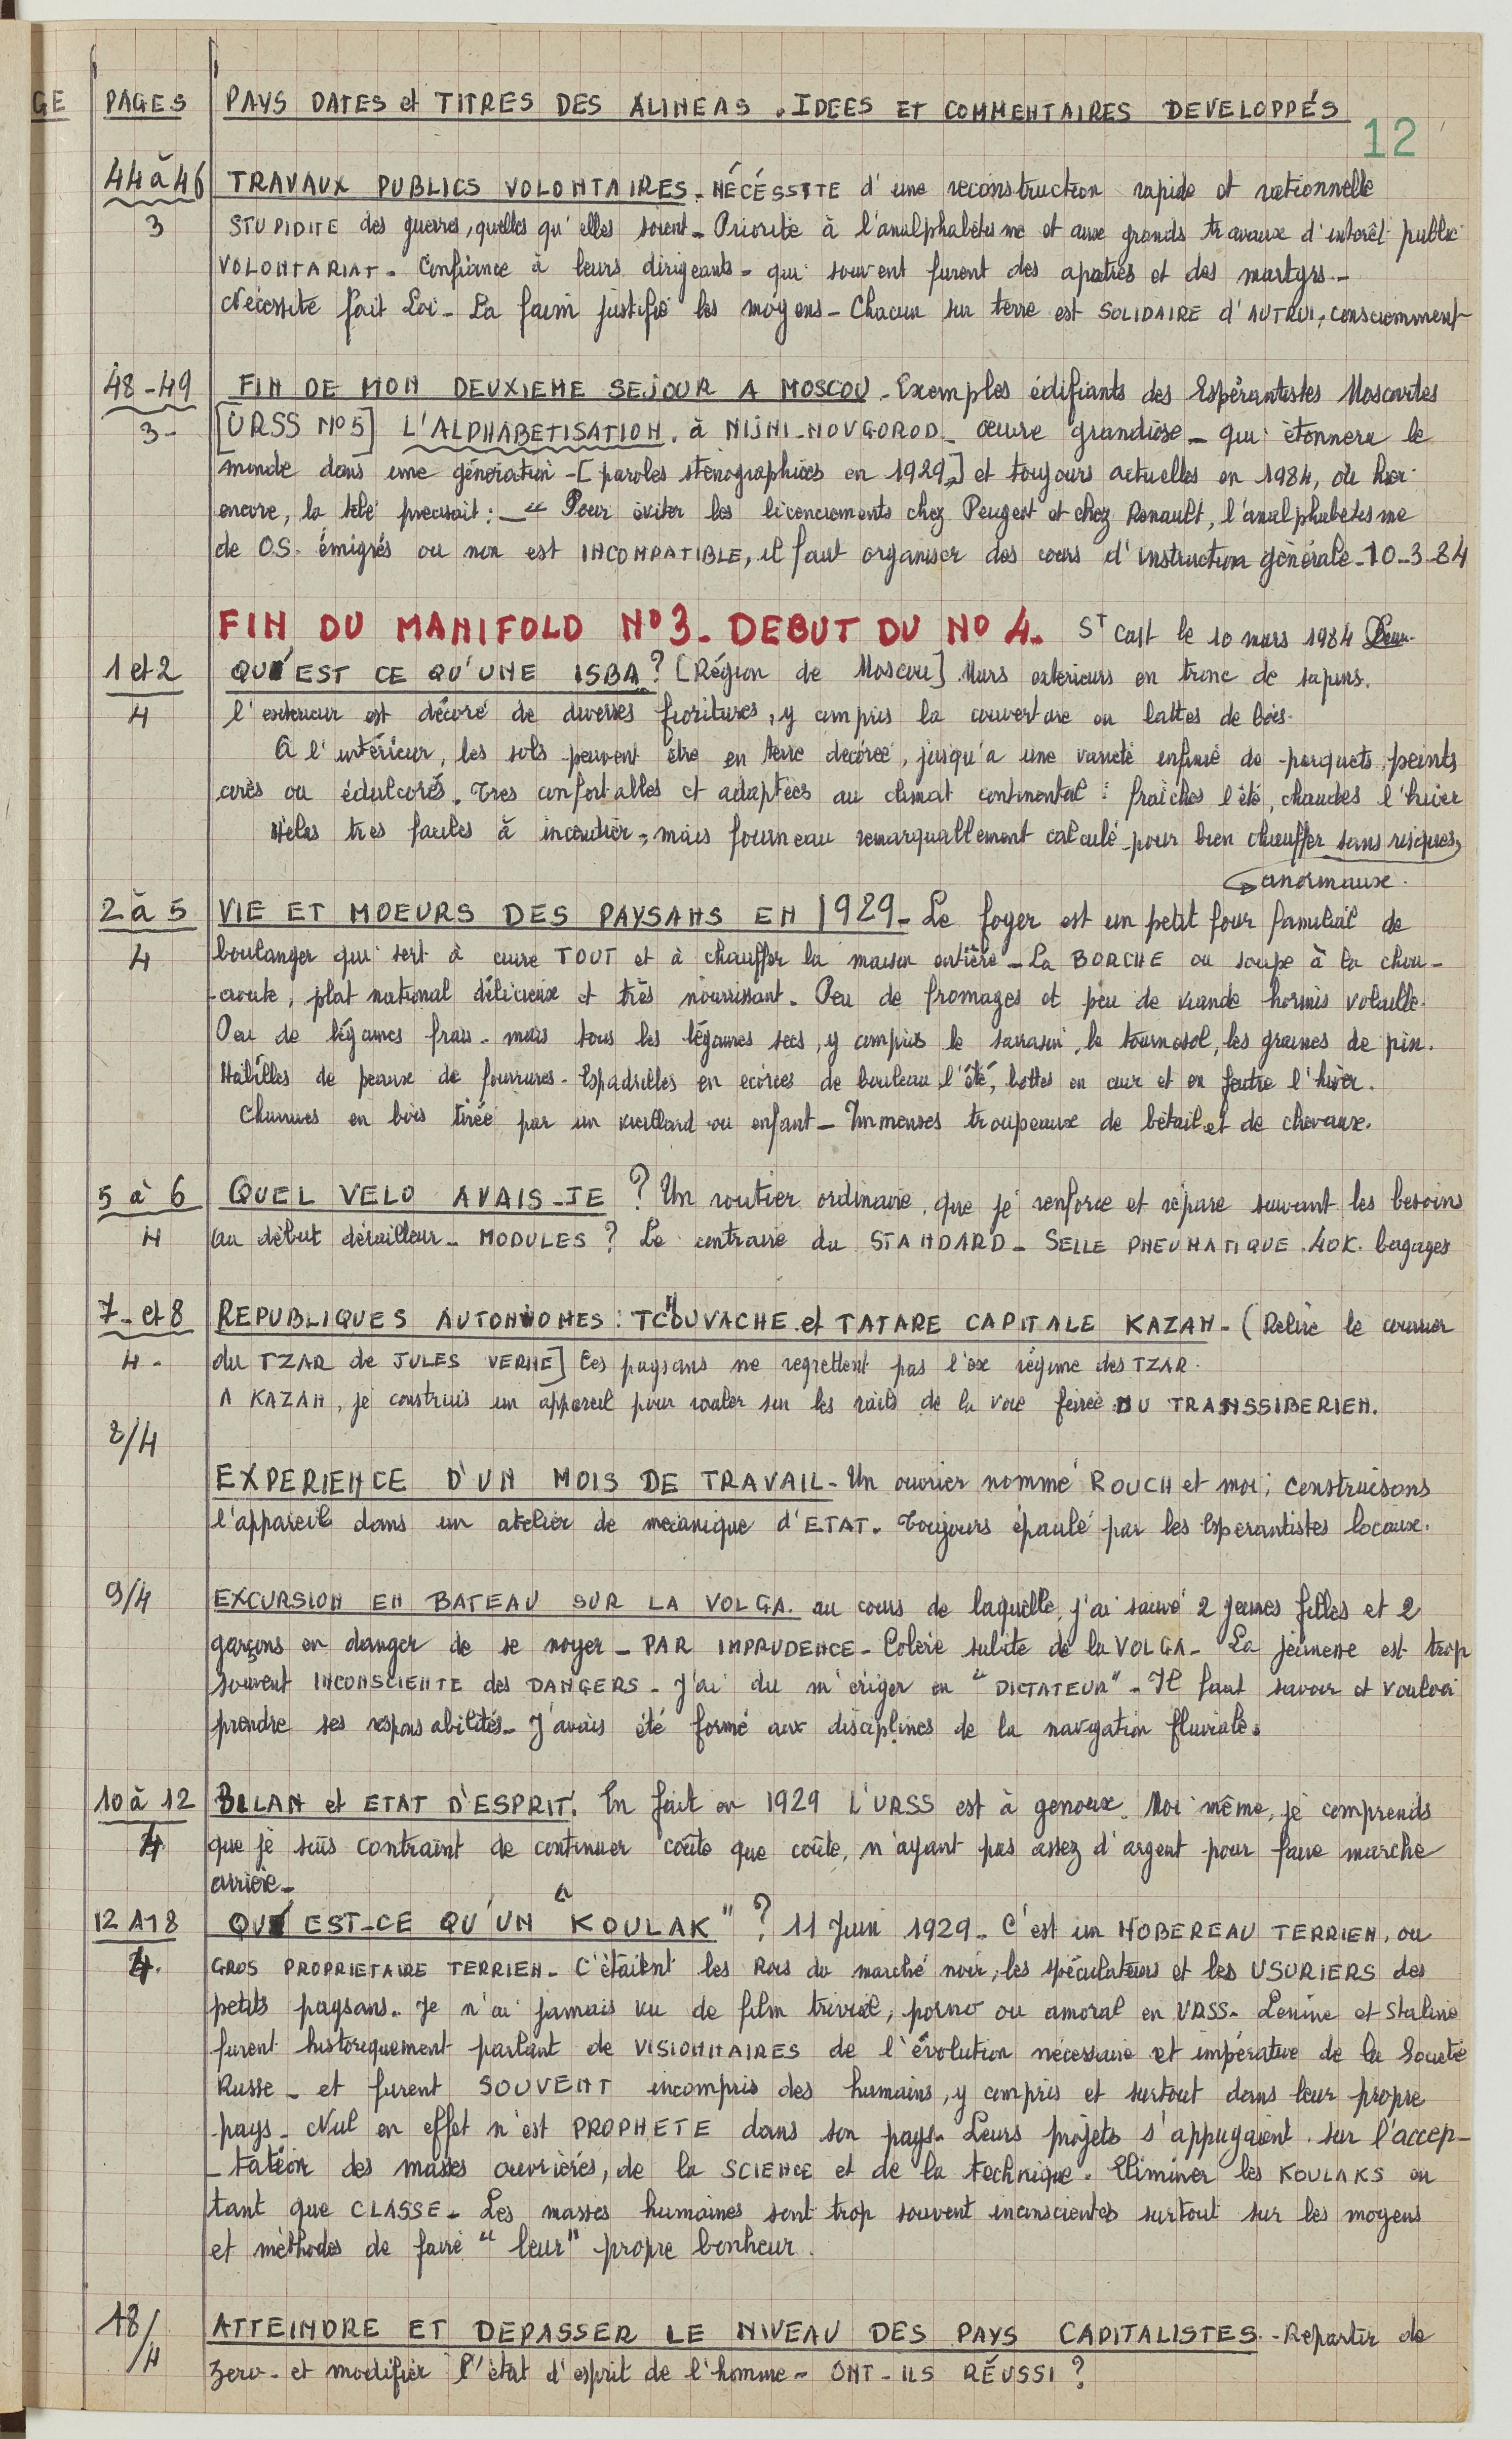 GE PAGES PAYS DATES et TITRES DES ALINEAS . IDEES ET COMMENTAIRES DEVELOPPÉS
12
44 à 46 TRAVAUX PUBLICS VOLONTAIRES - NÉCÉSSITE d'une reconstruction rapide et rationnelle
3 STUPIDITE des guerres, quelles qu'elles soient - Priorité à l'analphabétisme et aux grands travaux d'intérêt public
VOLONTARIAT - Confiance à leurs dirigeants - qui souvent furent des apotres et des martyrs -
Nécéssité fait Loi - La faim justifie les moyens - Chacun sur terre est SOLIDAIRE d'AUTRUI, consciemment
48 - 49 FIN DE MON DEUXIEME SEJOUR A MOSCOU - Exemples édifiants des Espérantistes Moscovites
3 - [URSS N°5] L'ALPHABETISATION. à NIJNI-NOVGOROD - œuvre grandiose - qui étonnera le
monde dans une génération - [paroles sténographiées en 1929,] et toujours actuelles en 1984, où hier
encore, la télé precisait : - " Pour éviter les licenciements chez Peugeot et chez Renault, l'analphabétisme
de O.S. émigrés ou non est INCOMPATIBLE, il faut organiser des cours d'instruction générale - 10-3-84
FIN DU MANIFOLD N°3 - DEBUT DU N° 4. St Cast le 10 mars 1984
1 et 2 QU'EST CE QU'UNE ISBA ? [Région de Moscou] Murs extérieurs en tronc de sapins.
4 l'extérieur est décoré de diverses fioritures, y compris la couverture en lattes de bois.
A l'intérieur, les sols peuvent être en terre décorée, jusqu'a une varieté infinie de parquets, peints
cirés ou édulcorés. Très confortables et adaptées au climat continental : fraîches l'été, chaudes l'hiver
Hélas tres faciles à incendier, mais fourneau remarquablement calculé pour bien chauffer sans risques,
anormaux.
2 à 5 VIE ET MOEURS DES PAYSANS EN 1929 - Le foyer est un petit four familial de
4 boulanger qui sert à cuire TOUT et à chauffer la maison entière - La BORCHE ou soupe à la chou-
-croute, plat national délicieux et très nourrissant. Peu de fromages et peu de viande hormis volaille.
Peu de légumes frais - mais tous les légumes secs, y compris le sarrasin, le tournesol, les graines de pin.
Habillés de peaux de fourrures - Espadrilles en ecorces de bouleau l'été, bottes en cuir et en feutre l'hiver.
Charrues en bois tirée par un vieillard ou enfant - Immenses troupeaux de bétail et de chevaux.
5 à 6 QUEL VELO AVAIS-JE ? Un routier ordinaire, que je renforce et répare suivant les besoins
4 au début dérailleur - MODULES ? Le contraire du STANDARD - SELLE PNEUMATIQUE . 40K. bagages
7 - et 8 REPUBLIQUES AUTONOMES : TCHOUVACHE et TATARE CAPITALE KAZAN - (Relire le courrier
4 - du TZAR de JULES VERNE] Ces paysans ne regrettent pas l'ex régime des TZAR.
A KAZAN, je construis un appareil pour rouler sur les rails de la voie ferrée DU TRANSSIBERIEN.
8/4
EXPERIENCE D'UN MOIS DE TRAVAIL - Un ouvrier nommé ROUCH et moi ; construisons
l'appareil dans un atelier de mécanique d'ETAT. Toujours épaulé par les Esperantistes locaux.
9/4 EXCURSION EN BATEAU SUR LA VOLGA. au cours de laquelle, j'ai sauvé 2 jeunes filles et 2
garçons en danger de se noyer - PAR IMPRUDENCE - Colère subite de la VOLGA - La jeunesse est trop
souvent INCONSCIENTE des DANGERS - J'ai du m'ériger en "DICTATEUR" - Il faut savoir et vouloir
prendre ses responsabilités - J'avais été formé aux disciplines de la navigation fluviale.
10 à 12 BILAN et ETAT D'ESPRIT. En fait en 1929 L'URSS est à genoux. Moi même, je comprends
4 que je suis contraint de continuer coûte que coûte, n'ayant pas assez d'argent pour faire marche
arrière -
12 A 18 QU'EST-CE QU'UN "KOULAK" ? 11 Juin 1929 - C'est un HOBEREAU TERRIEN, ou
4. GROS PROPRIETAIRE TERRIEN - C'étaient les Rois du marché noir, les spéculateurs et les USURIERS des
petits paysans. Je n'ai jamais vu de film trivial, porno ou amoral en URSS - Lenine et Staline
furent historiquement parlant de VISIONNAIRES de l'évolution nécessaire et impérative de la Societé
Russe - et furent SOUVENT incompris des humains, y compris et surtout dans leur propre
pays - Nul en effet n'est PROPHETE dans son pays. Leurs projets s'appuyaient sur l'accep-
-tation des masses ouvrières, de la SCIENCE et de la technique. Eliminer les KOULAKS en
tant que CLASSE - Les masses humaines sont trop souvent inconscientes surtout sur les moyens
et méthodes de faire "leur" propre bonheur.
18/4 ATTEINDRE ET DEPASSER LE NIVEAU DES PAYS CAPITALISTES - Repartir de
zero - et modifier l'état d'esprit de l'homme - ONT-ILS RÉUSSI ?